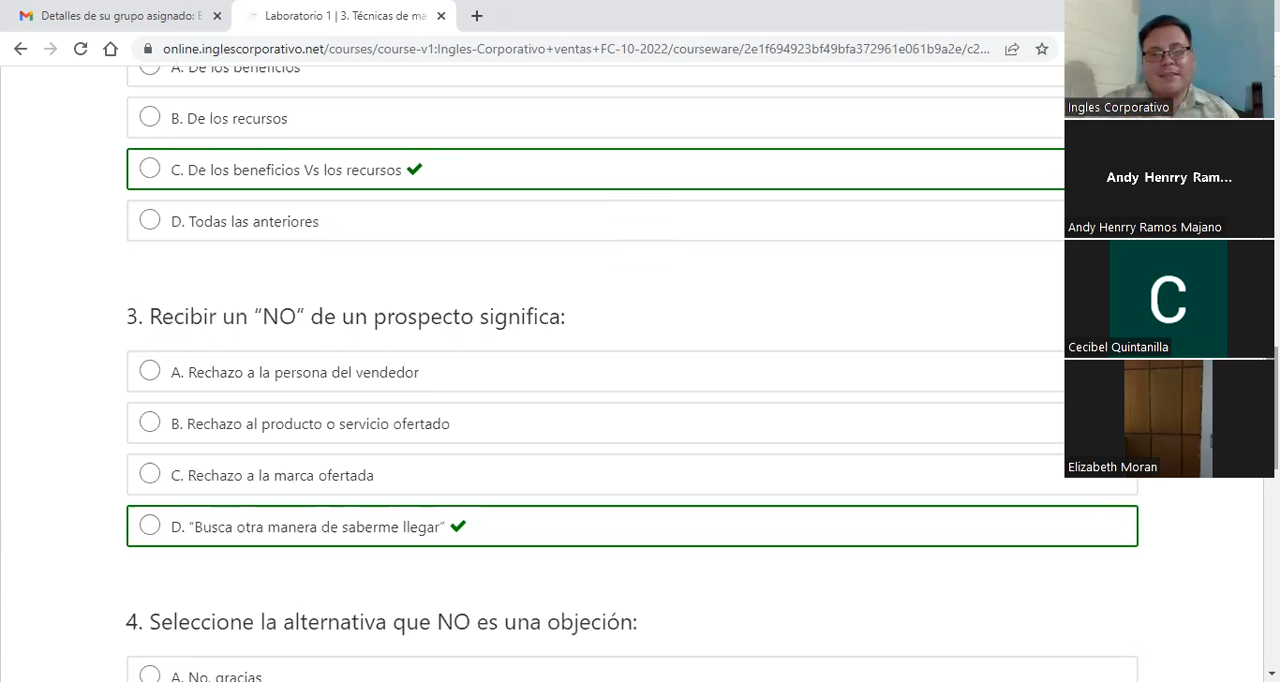 Detalles de su grupo asignado: E
Laboratorio 1 | 3. Técnicas de ma
online.inglescorporativo.net/courses/course-v1:Ingles-Corporativo+ventas+FC-10-2022/courseware/2e1f694923bf49bfa372961e061b9a2e/c2...
A. De los beneficios
B. De los recursos
C. De los beneficios Vs los recursos
D. Todas las anteriores
3. Recibir un “NO” de un prospecto significa:
A. Rechazo a la persona del vendedor
B. Rechazo al producto o servicio ofertado
C. Rechazo a la marca ofertada
D. “Busca otra manera de saberme llegar”
4. Seleccione la alternativa que NO es una objeción:
A. No, gracias
Ingles Corporativo
Andy Henrry Ram...
Andy Henrry Ramos Majano
C
Cecibel Quintanilla
Elizabeth Moran